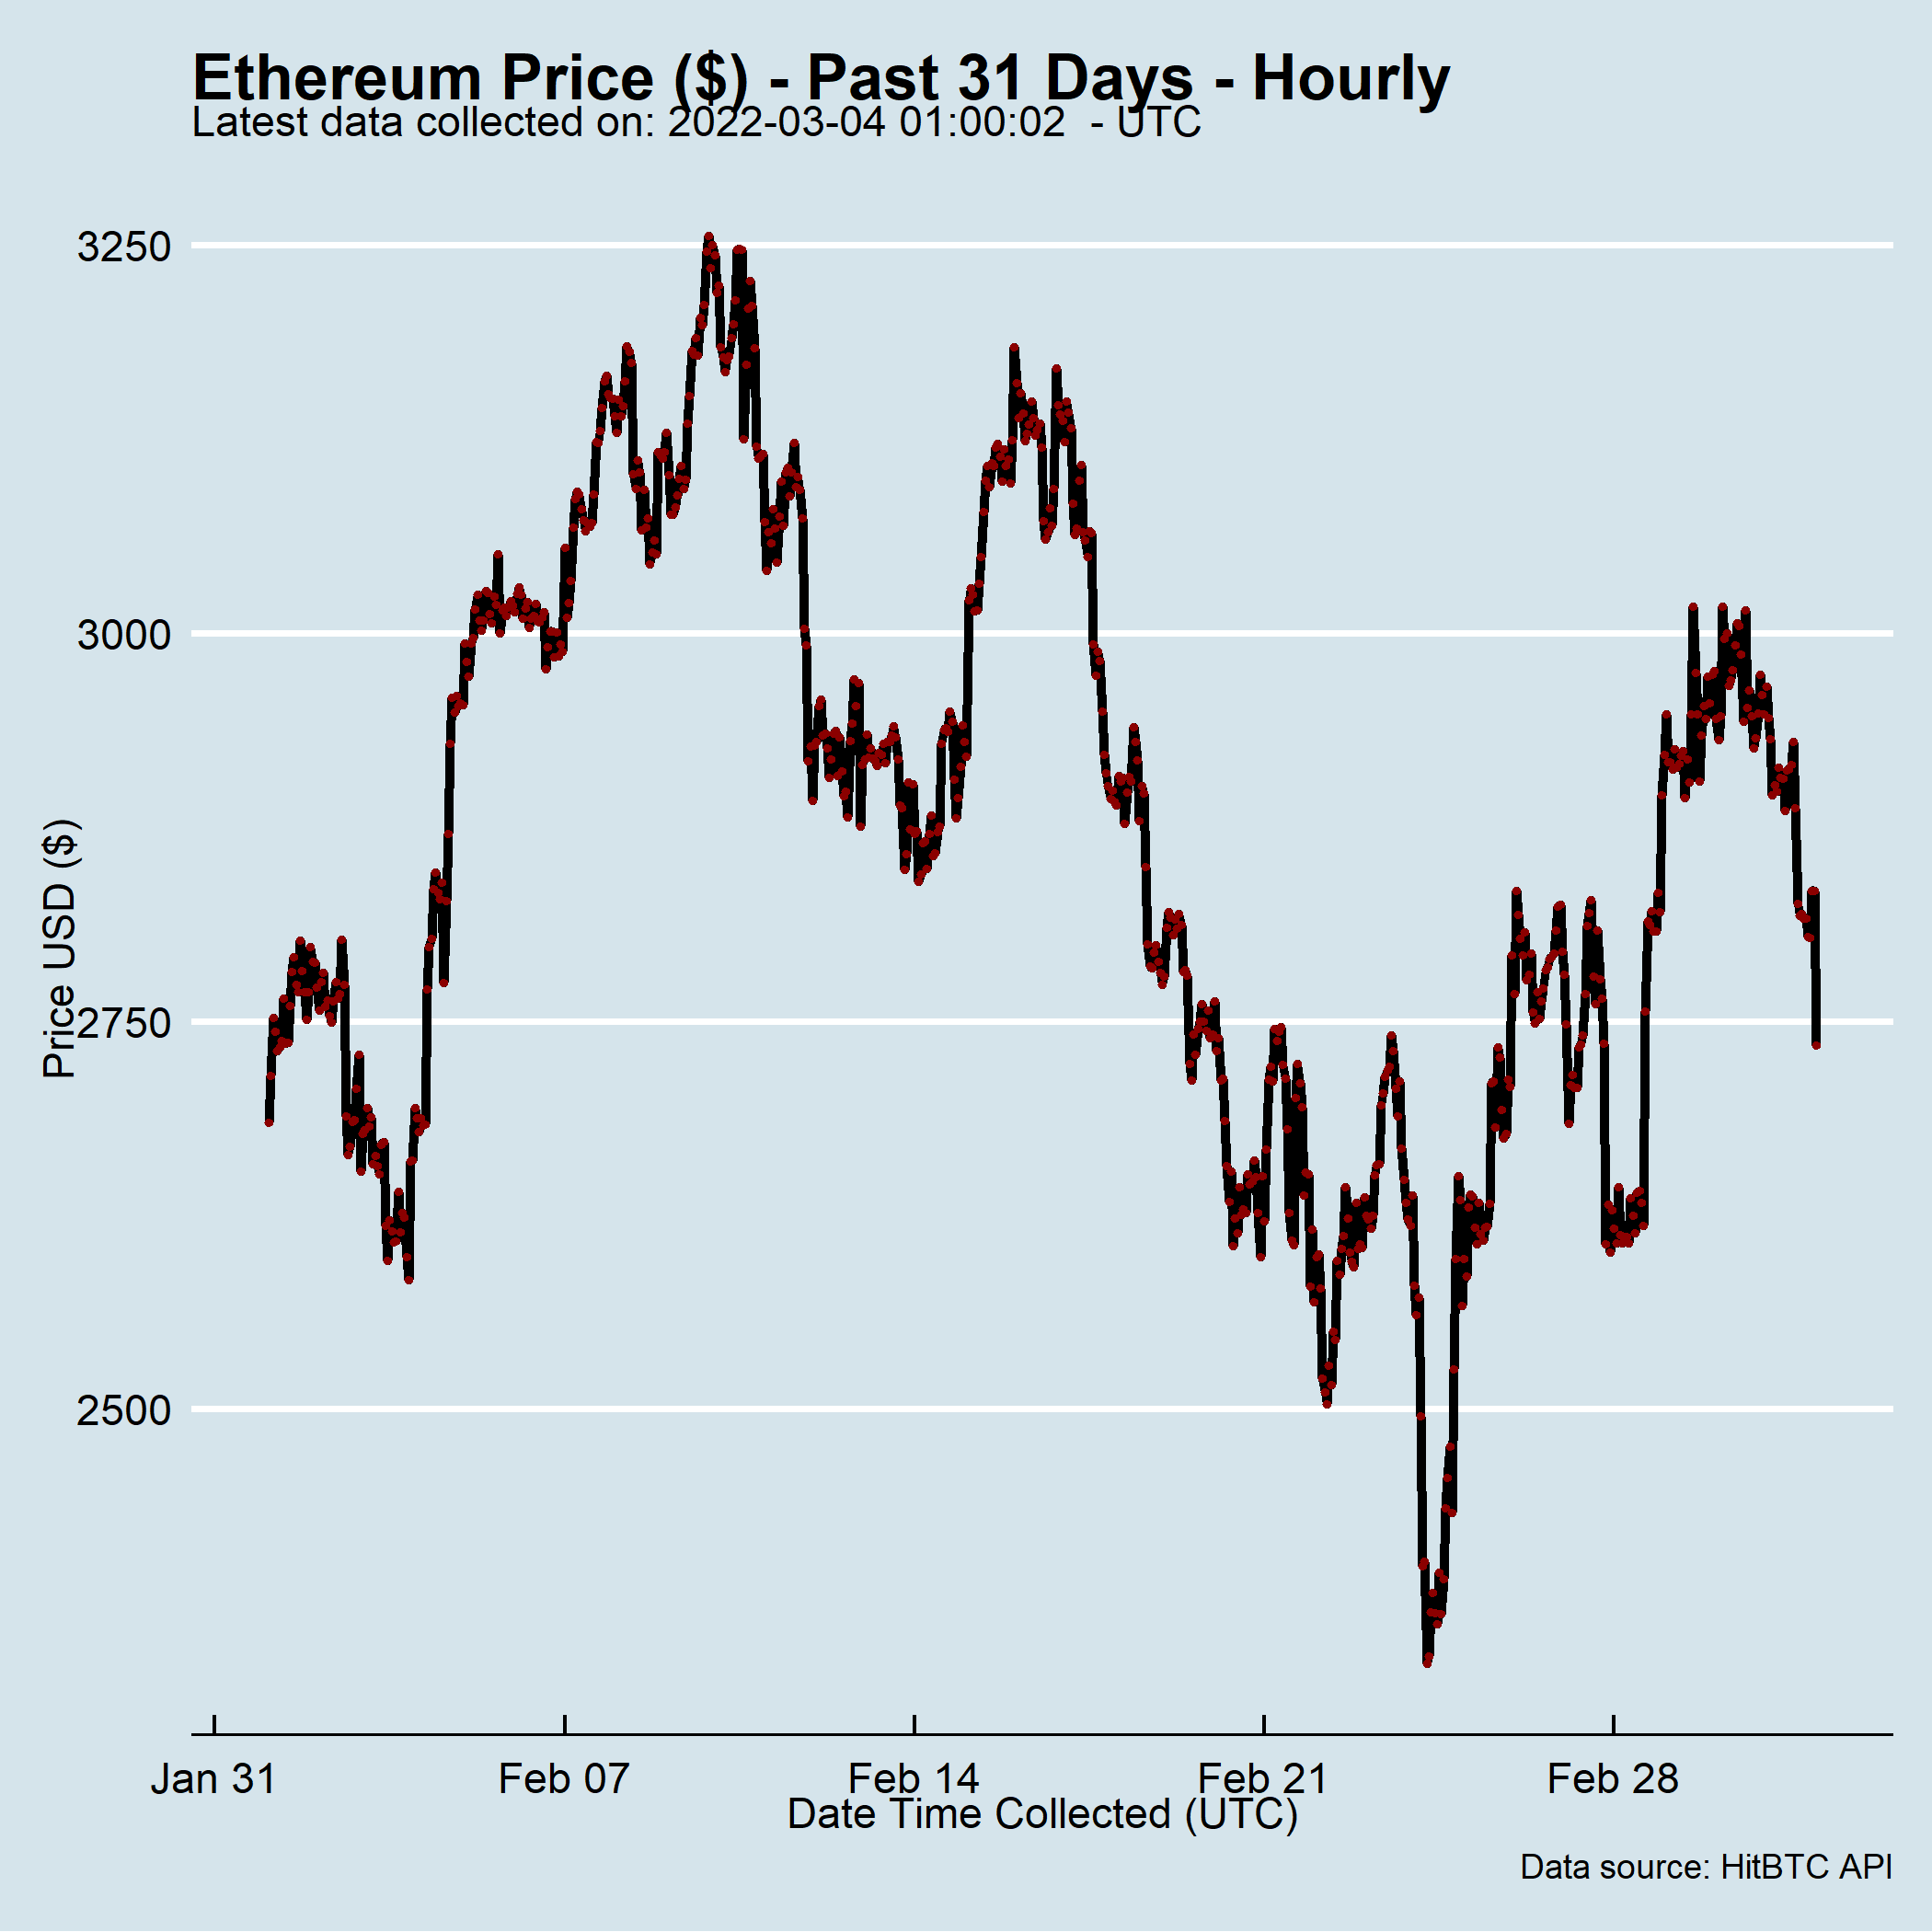 Ethereum Price ($) - Past 31 Days - Hourly
Latest data collected on: 2022-03-04 01:00:02  - UTC
3250
3000
2750
2500
Price USD ($)
Jan 31
Feb 07
Feb 14
Feb 21
Feb 28
Date Time Collected (UTC)
Data source: HitBTC API